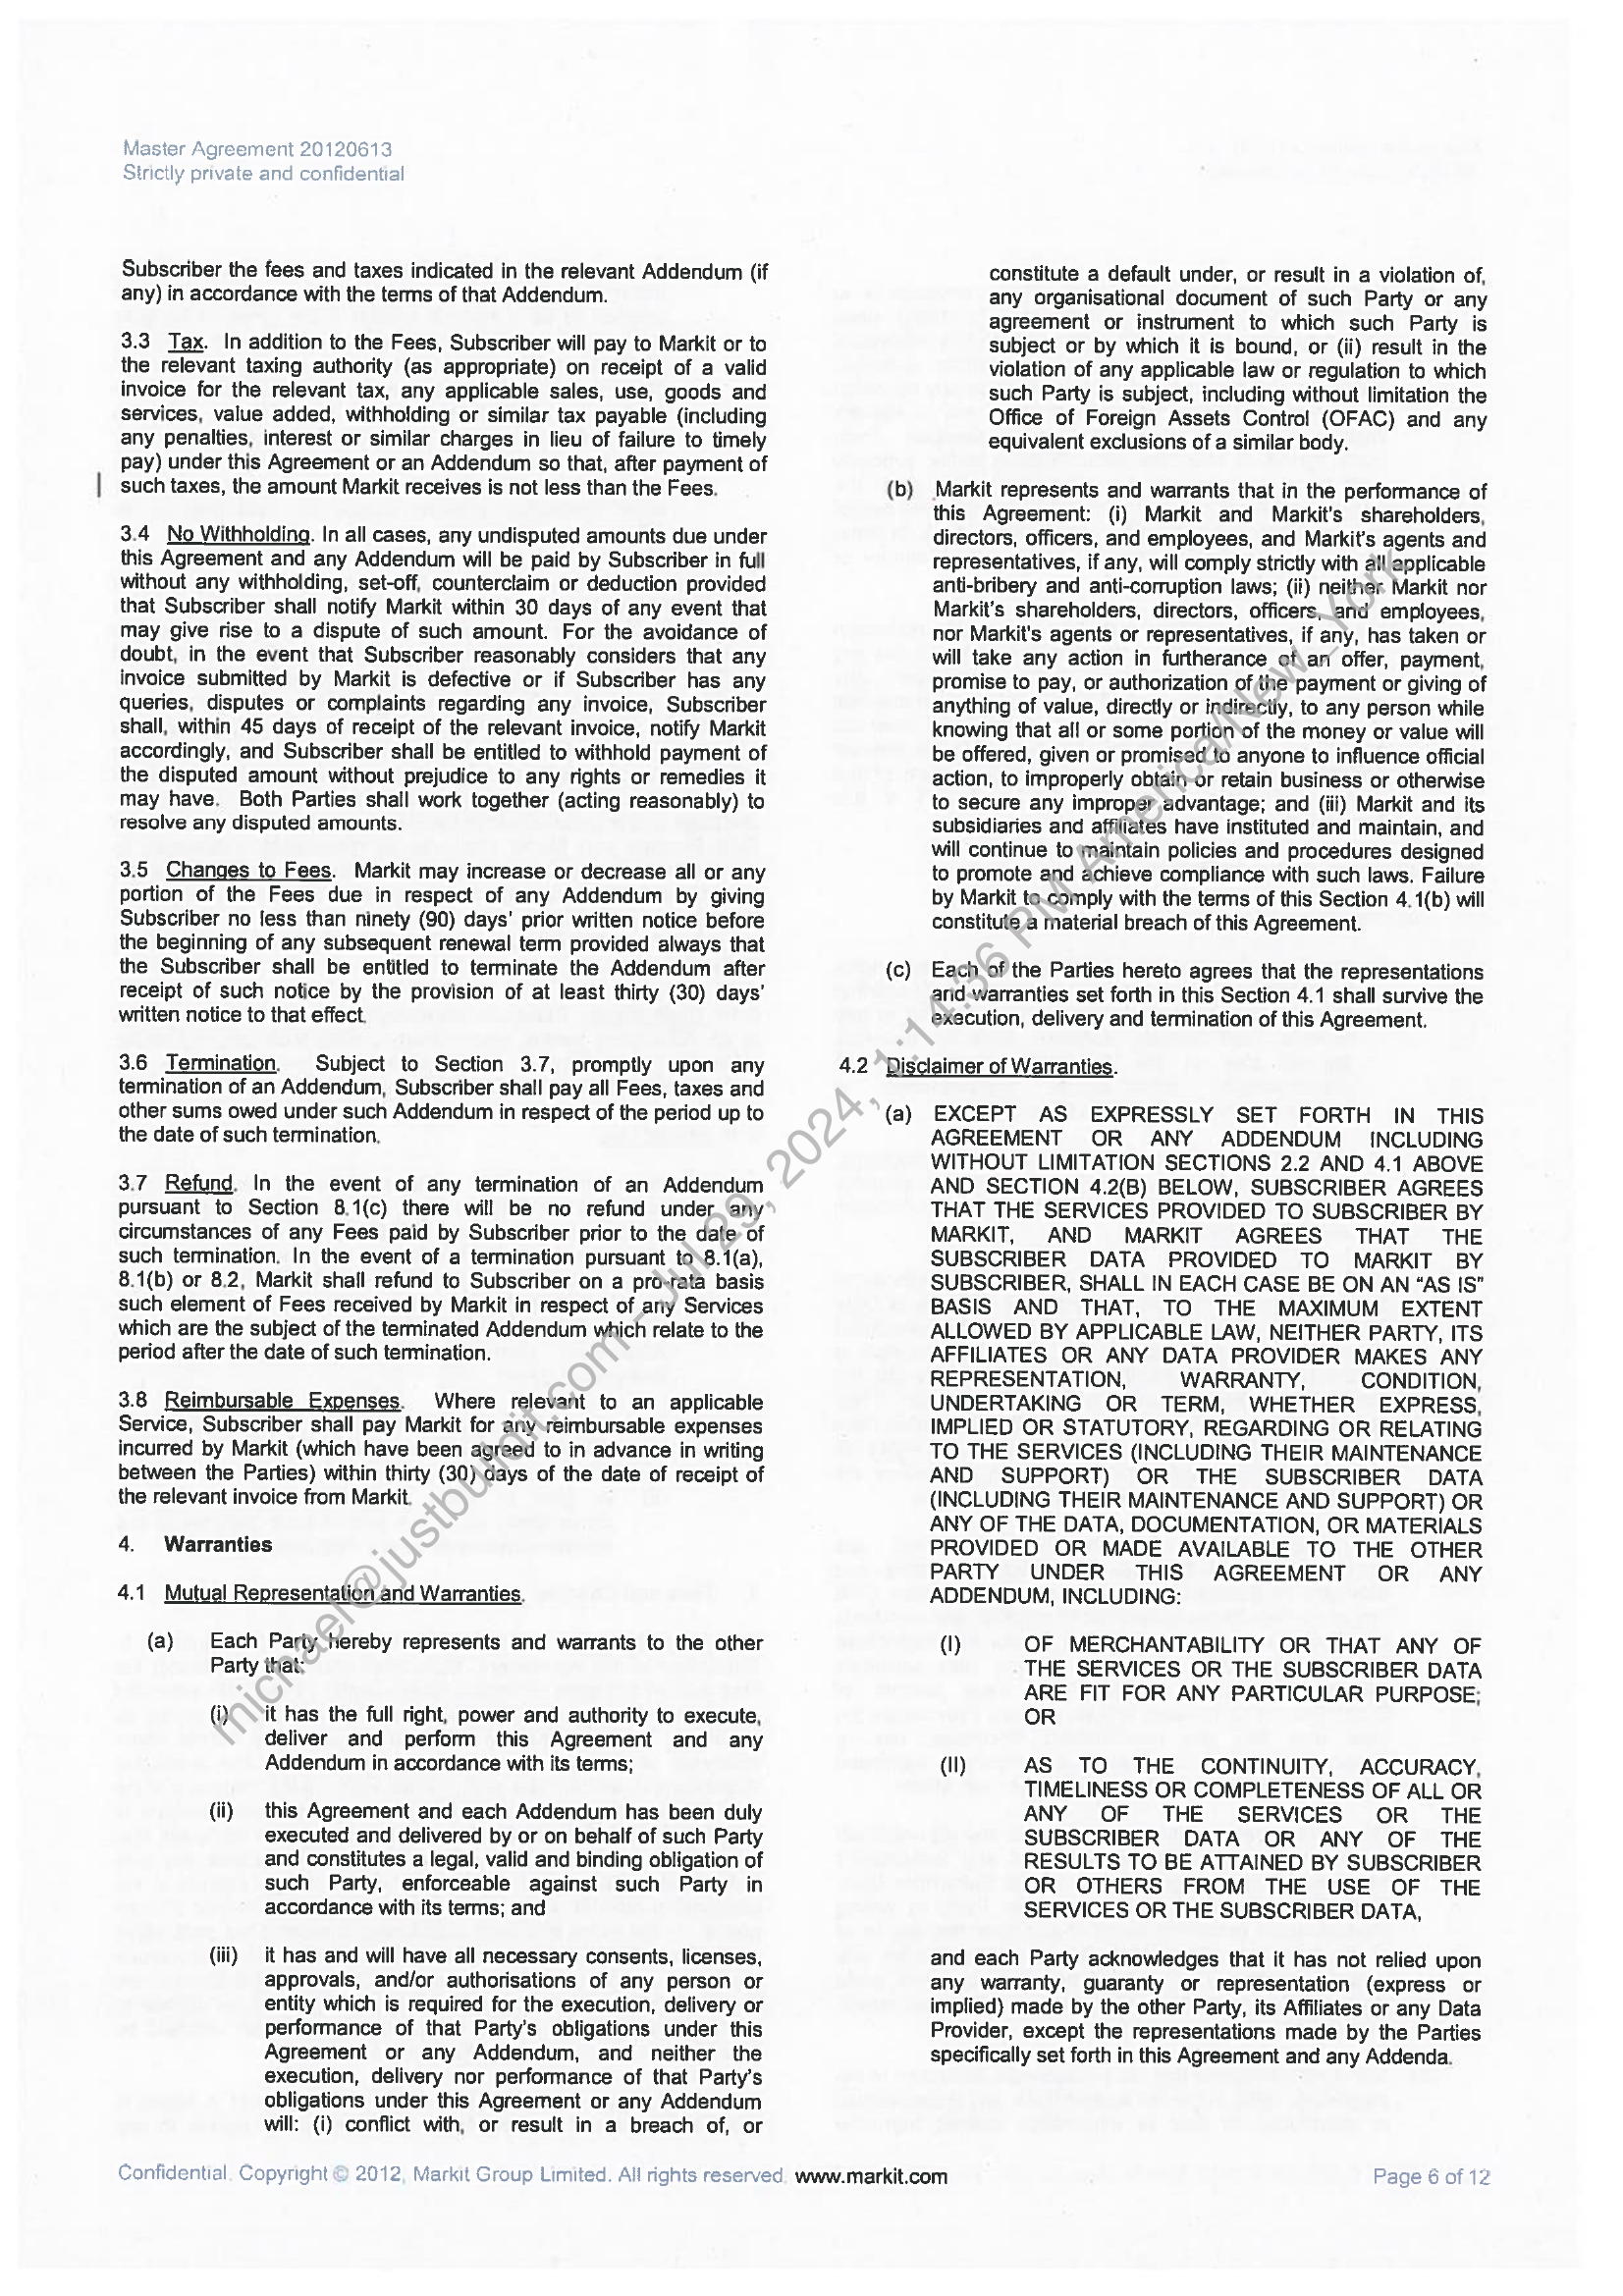 Master Agreement 20120613
Strictly private and confidential
Subscriber the fees and taxes indicated in the relevant Addendum (if
any) in accordance with the terms of that Addendum.
3.3 Tax. In addition to the Fees, Subscriber will pay to Markit or to
the relevant taxing authority (as appropriate) on receipt of a valid
invoice for the relevant tax, any applicable sales, use, goods and
services, value added, withholding or similar tax payable (including
any penalties, interest or similar charges in lieu of failure to timely
pay) under this Agreement or an Addendum so that, after payment of
such taxes, the amount Markit receives is not less than the Fees.
3.4 No Withholding. In all cases, any undisputed amounts due under
this Agreement and any Addendum will be paid by Subscriber in full
without any withholding, set-off, counterclaim or deduction provided
that Subscriber shall notify Markit within 30 days of any event that
may give rise to a dispute of such amount. For the avoidance of
doubt, in the event that Subscriber reasonably considers that any
invoice submitted by Markit is defective or if Subscriber has any
queries, disputes or complaints regarding any invoice, Subscriber
shall, within 45 days of receipt of the relevant invoice, notify Markit
accordingly, and Subscriber shall be entitled to withhold payment of
the disputed amount without prejudice to any rights or remedies it
may have. Both Parties shall work together (acting reasonably) to
resolve any disputed amounts.
3.5 Changes to Fees. Markit may increase or decrease all or any
portion of the Fees due in respect of any Addendum by giving
Subscriber no less than ninety (90) days' prior written notice before
the beginning of any subsequent renewal term provided always that
the Subscriber shall be entitled to terminate the Addendum after
receipt of such notice by the provision of at least thirty (30) days'
written notice to that effect.
3.6 Termination. Subject to Section 3.7, promptly upon any
termination of an Addendum, Subscriber shall pay all Fees, taxes and
other sums owed under such Addendum in respect of the period up to
the date of such termination.
3.7 Refund. In the event of any termination of an Addendum
pursuant to Section 8.1(c) there will be no refund under any
circumstances of any Fees paid by Subscriber prior to the date of
such termination. In the event of a termination pursuant to 8.1(a),
8.1(b) or 8.2, Markit shall refund to Subscriber on a pro-rata basis
such element of Fees received by Markit in respect of any Services
which are the subject of the terminated Addendum which relate to the
period after the date of such termination.
3.8 Reimbursable Expenses. Where relevant to an applicable
Service, Subscriber shall pay Markit for any reimbursable expenses
incurred by Markit (which have been agreed to in advance in writing
between the Parties) within thirty (30) days of the date of receipt of
the relevant invoice from Markit.
4. Warranties
4.1 Mutual Representation and Warranties.
(a) Each Party hereby represents and warrants to the other
Party that:
(i) it has the full right, power and authority to execute,
deliver and perform this Agreement and any
Addendum in accordance with its terms;
(ii) this Agreement and each Addendum has been duly
executed and delivered by or on behalf of such Party
and constitutes a legal, valid and binding obligation of
such Party, enforceable against such Party in
accordance with its terms; and
(iii) it has and will have all necessary consents, licenses,
approvals, and/or authorisations of any person or
entity which is required for the execution, delivery or
performance of that Party's obligations under this
Agreement or any Addendum, and neither the
execution, delivery nor performance of that Party's
obligations under this Agreement or any Addendum
will: (i) conflict with, or result in a breach of, or
constitute a default under, or result in a violation of,
any organisational document of such Party or any
agreement or instrument to which such Party is
subject or by which it is bound, or (ii) result in the
violation of any applicable law or regulation to which
such Party is subject, including without limitation the
Office of Foreign Assets Control (OFAC) and any
equivalent exclusions of a similar body.
(b) Markit represents and warrants that in the performance of
this Agreement: (i) Markit and Markit's shareholders,
directors, officers, and employees, and Markit's agents and
representatives, if any, will comply strictly with all applicable
anti-bribery and anti-corruption laws; (ii) neither Markit nor
Markit's shareholders, directors, officers, and employees,
nor Markit's agents or representatives, if any, has taken or
will take any action in furtherance of an offer, payment,
promise to pay, or authorization of the payment or giving of
anything of value, directly or indirectly, to any person while
knowing that all or some portion of the money or value will
be offered, given or promised to anyone to influence official
action, to improperly obtain or retain business or otherwise
to secure any improper advantage; and (iii) Markit and its
subsidiaries and affiliates have instituted and maintain, and
will continue to maintain policies and procedures designed
to promote and achieve compliance with such laws. Failure
by Markit to comply with the terms of this Section 4.1(b) will
constitute a material breach of this Agreement.
(c) Each of the Parties hereto agrees that the representations
and warranties set forth in this Section 4.1 shall survive the
execution, delivery and termination of this Agreement.
4.2 Disclaimer of Warranties.
(a) EXCEPT AS EXPRESSLY SET FORTH IN THIS
AGREEMENT OR ANY ADDENDUM INCLUDING
WITHOUT LIMITATION SECTIONS 2.2 AND 4.1 ABOVE
AND SECTION 4.2(B) BELOW, SUBSCRIBER AGREES
THAT THE SERVICES PROVIDED TO SUBSCRIBER BY
MARKIT, AND MARKIT AGREES THAT THE
SUBSCRIBER DATA PROVIDED TO MARKIT BY
SUBSCRIBER, SHALL IN EACH CASE BE ON AN “AS IS”
BASIS AND THAT, TO THE MAXIMUM EXTENT
ALLOWED BY APPLICABLE LAW, NEITHER PARTY, ITS
AFFILIATES OR ANY DATA PROVIDER MAKES ANY
REPRESENTATION, WARRANTY, CONDITION,
UNDERTAKING OR TERM, WHETHER EXPRESS,
IMPLIED OR STATUTORY, REGARDING OR RELATING
TO THE SERVICES (INCLUDING THEIR MAINTENANCE
AND SUPPORT) OR THE SUBSCRIBER DATA
(INCLUDING THEIR MAINTENANCE AND SUPPORT) OR
ANY OF THE DATA, DOCUMENTATION, OR MATERIALS
PROVIDED OR MADE AVAILABLE TO THE OTHER
PARTY UNDER THIS AGREEMENT OR ANY
ADDENDUM, INCLUDING:
(I) OF MERCHANTABILITY OR THAT ANY OF
THE SERVICES OR THE SUBSCRIBER DATA
ARE FIT FOR ANY PARTICULAR PURPOSE;
OR
(II) AS TO THE CONTINUITY, ACCURACY,
TIMELINESS OR COMPLETENESS OF ALL OR
ANY OF THE SERVICES OR THE
SUBSCRIBER DATA OR ANY OF THE
RESULTS TO BE ATTAINED BY SUBSCRIBER
OR OTHERS FROM THE USE OF THE
SERVICES OR THE SUBSCRIBER DATA,
and each Party acknowledges that it has not relied upon
any warranty, guaranty or representation (express or
implied) made by the other Party, its Affiliates or any Data
Provider, except the representations made by the Parties
specifically set forth in this Agreement and any Addenda.
michael@justbuildit.com - Jul 29, 2024, 1:14:36 PM America/New_York
Confidential. Copyright © 2012, Markit Group Limited. All rights reserved. www.markit.com
Page 6 of 12